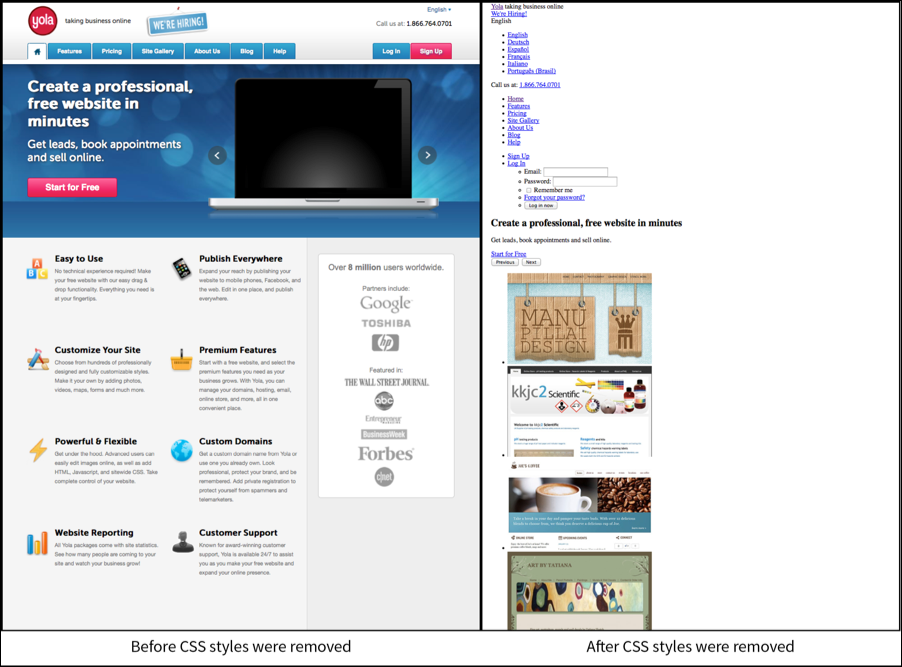 yola
taking business online
WE'RE HIRING!
English
Call us at: 1.866.764.0701
Features
Pricing
Site Gallery
About Us
Blog
Help
Log In
Sign Up
Create a professional,
free website in
minutes
Get leads, book appointments
and sell online.
Start for Free
Easy to Use
No technical experience required! Make
your free website with our easy drag &
drop functionality. Everything you need is
at your fingertips.
Publish Everywhere
Expand your reach by publishing your
website to mobile phones, Facebook, and
the web. Edit in one place, and publish
everywhere.
Customize Your Site
Choose from hundreds of professionally
designed and fully customizable styles.
Make it your own by adding photos,
videos, maps, forms and much more.
Premium Features
Start with a free website, and select the
premium features you need as your
business grows. With Yola, you can
manage your domains, hosting, email,
online store, and more, all in one
convenient place.
Powerful & Flexible
Get under the hood. Advanced users can
easily edit images online, as well as add
HTML, Javascript, and sitewide CSS. Take
complete control of your website.
Custom Domains
Get a custom domain name from Yola or
use one you already own. Look
professional, protect your brand, and be
remembered. Add private registration to
protect yourself from spammers and
telemarketers.
Website Reporting
All Yola packages come with site statistics.
See how many people are coming to your
site and watch your business grow!
Customer Support
Known for award-winning customer
support, Yola is available 24/7 to assist
you as you make your free website and
expand your online presence.
Over 8 million users worldwide.
Partners include:
Google
TOSHIBA
hp
Featured in:
THE WALL STREET JOURNAL
abc
Entrepreneur
BusinessWeek
Forbes
cnet
Before CSS styles were removed
Yola taking business online
We're Hiring!
English
English
Deutsch
Español
Français
Italiano
Português (Brasil)
Call us at: 1.866.764.0701
Home
Features
Pricing
Site Gallery
About Us
Blog
Help
Sign Up
Log In
Email:
Password:
Remember me
Forgot your password?
Log in now
Create a professional, free website in minutes
Get leads, book appointments and sell online.
Start for Free
Previous
Next
MANU
PILLAI
DESIGN.
kkjc2 Scientific
Welcome to kkjc2 Scientific
ART BY TATIANA
After CSS styles were removed